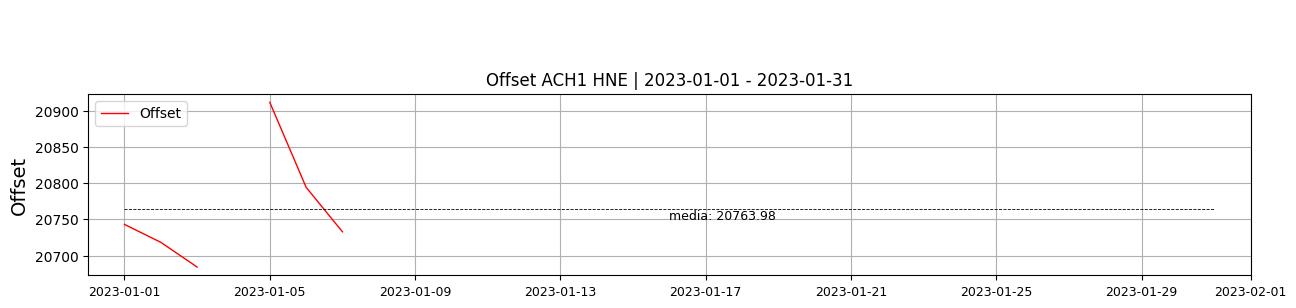 Offset ACH1 HNE | 2023-01-01 - 2023-01-31
Offset
Offset
20900
20850
20800
20750
20700
media: 20763.98
2023-01-01 2023-01-05 2023-01-09 2023-01-13 2023-01-17 2023-01-21 2023-01-25 2023-01-29 2023-02-01